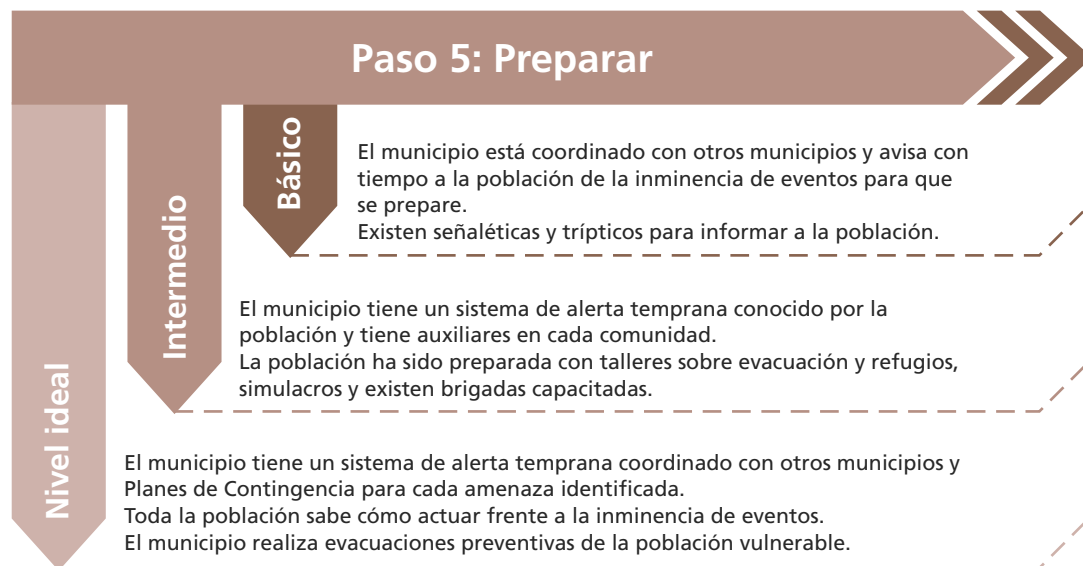 Paso 5: Preparar
Básico
El municipio está coordinado con otros municipios y avisa con
tiempo a la población de la inminencia de eventos para que
se prepare.
Existen señaléticas y trípticos para informar a la población.
Intermedio
El municipio tiene un sistema de alerta temprana conocido por la
población y tiene auxiliares en cada comunidad.
La población ha sido preparada con talleres sobre evacuación y refugios,
simulacros y existen brigadas capacitadas.
Nivel ideal
El municipio tiene un sistema de alerta temprana coordinado con otros municipios y
Planes de Contingencia para cada amenaza identificada.
Toda la población sabe cómo actuar frente a la inminencia de eventos.
El municipio realiza evacuaciones preventivas de la población vulnerable.